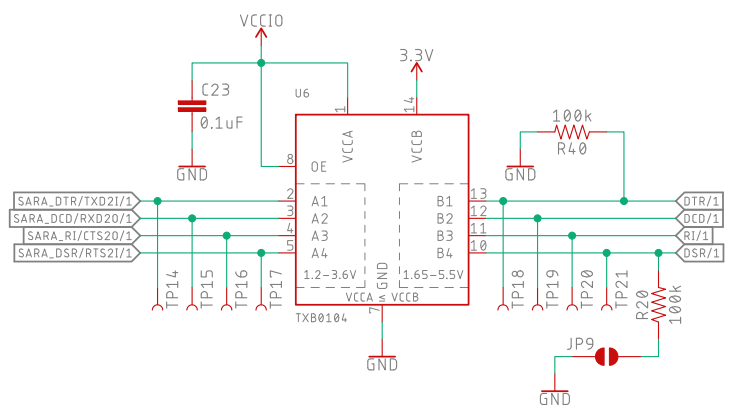 VCCIO
3.3V
C23
0.1uF
GND
U6
1
14
VCCA
VCCB
100k
R40
GND
8
OE
SARA_DTR/TXD2I/1
2
A1
B1
13
DTR/1
SARA_DCD/RXD2O/1
3
A2
B2
12
DCD/1
SARA_RI/CTS2O/1
4
A3
B3
11
RI/1
SARA_DSR/RTS2I/1
5
A4
B4
10
DSR/1
1.2-3.6V
GND
1.65-5.5V
VCCA ≤ VCCB
TXB0104
7
GND
TP14
TP15
TP16
TP17
TP18
TP19
TP20
TP21
R20
100k
JP9
GND